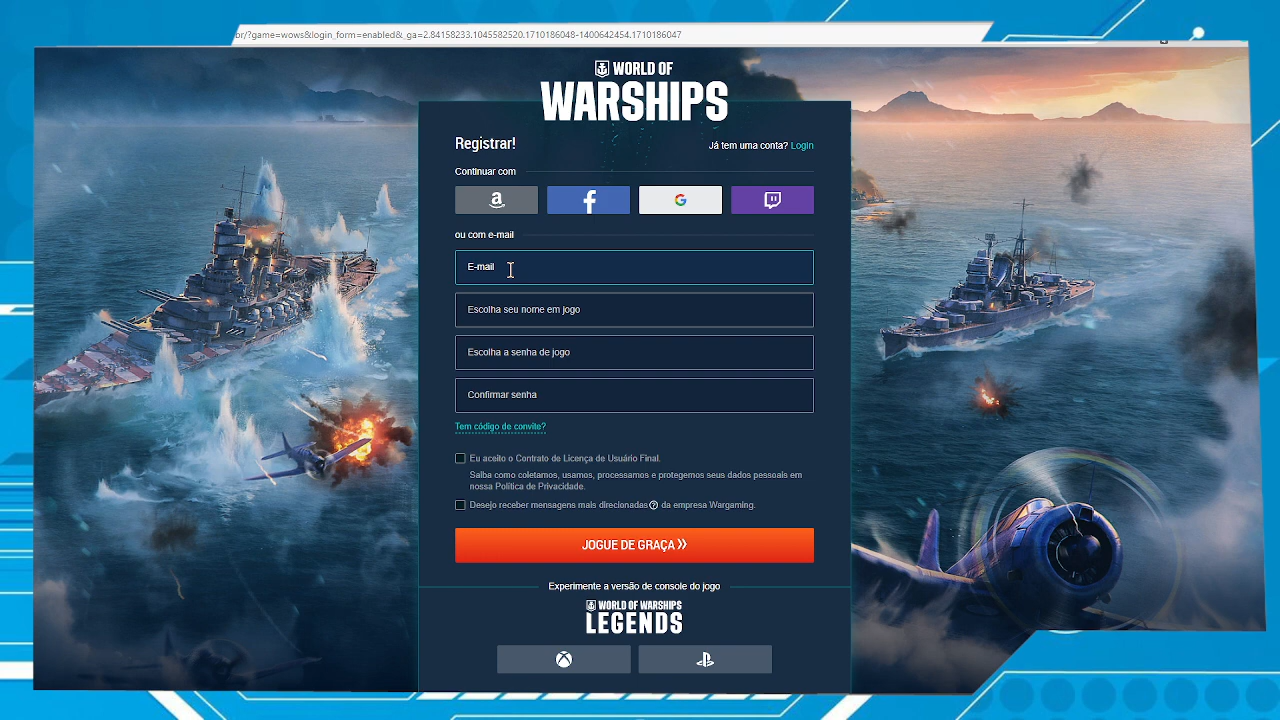 br/?game=wows&login_form=enabled&_ga=2.84158233.1045582520.1710186048-1400642454.1710186047
WORLD OF
WARSHIPS
Registrar!
Já tem uma conta? Login
Continuar com
ou com e-mail
E-mail
Escolha seu nome em jogo
Escolha a senha de jogo
Confirmar senha
Tem código de convite?
Eu aceito o Contrato de Licença de Usuário Final.
Saiba como coletamos, usamos, processamos e protegemos seus dados pessoais em
nossa Política de Privacidade.
Desejo receber mensagens mais direcionadas ? da empresa Wargaming.
JOGUE DE GRAÇA »
Experimente a versão de console do jogo
WORLD OF WARSHIPS
LEGENDS